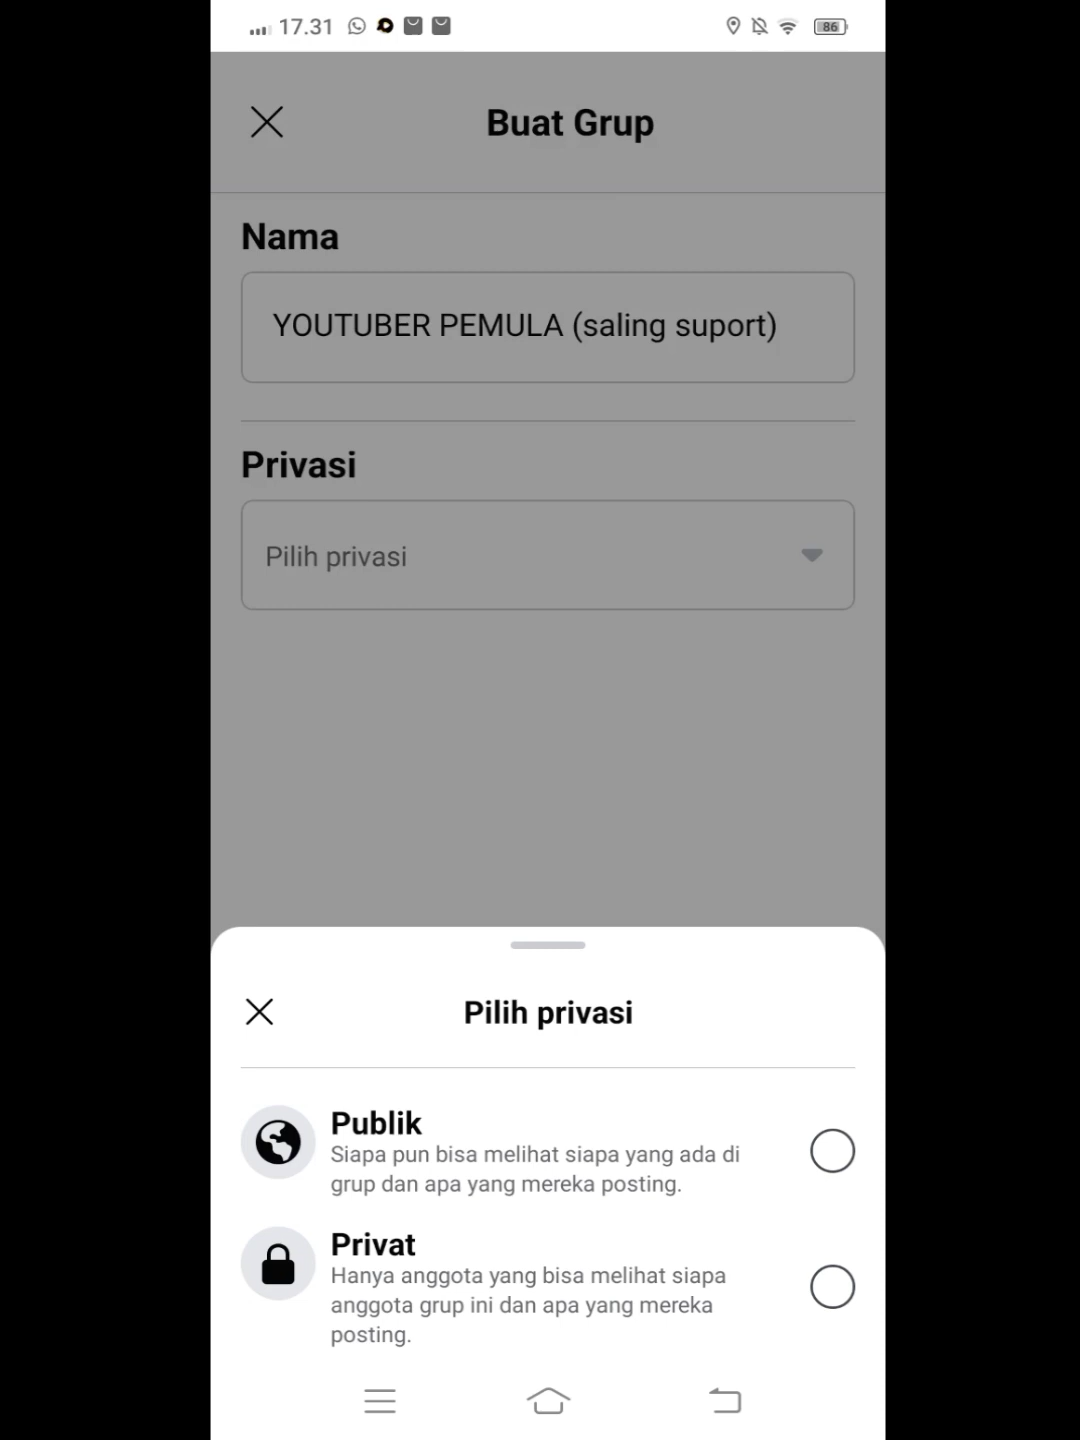 17.31
86
Buat Grup
Nama
YOUTUBER PEMULA (saling suport)
Privasi
Pilih privasi
Pilih privasi
Publik
Siapa pun bisa melihat siapa yang ada di
grup dan apa yang mereka posting.
Privat
Hanya anggota yang bisa melihat siapa
anggota grup ini dan apa yang mereka
posting.